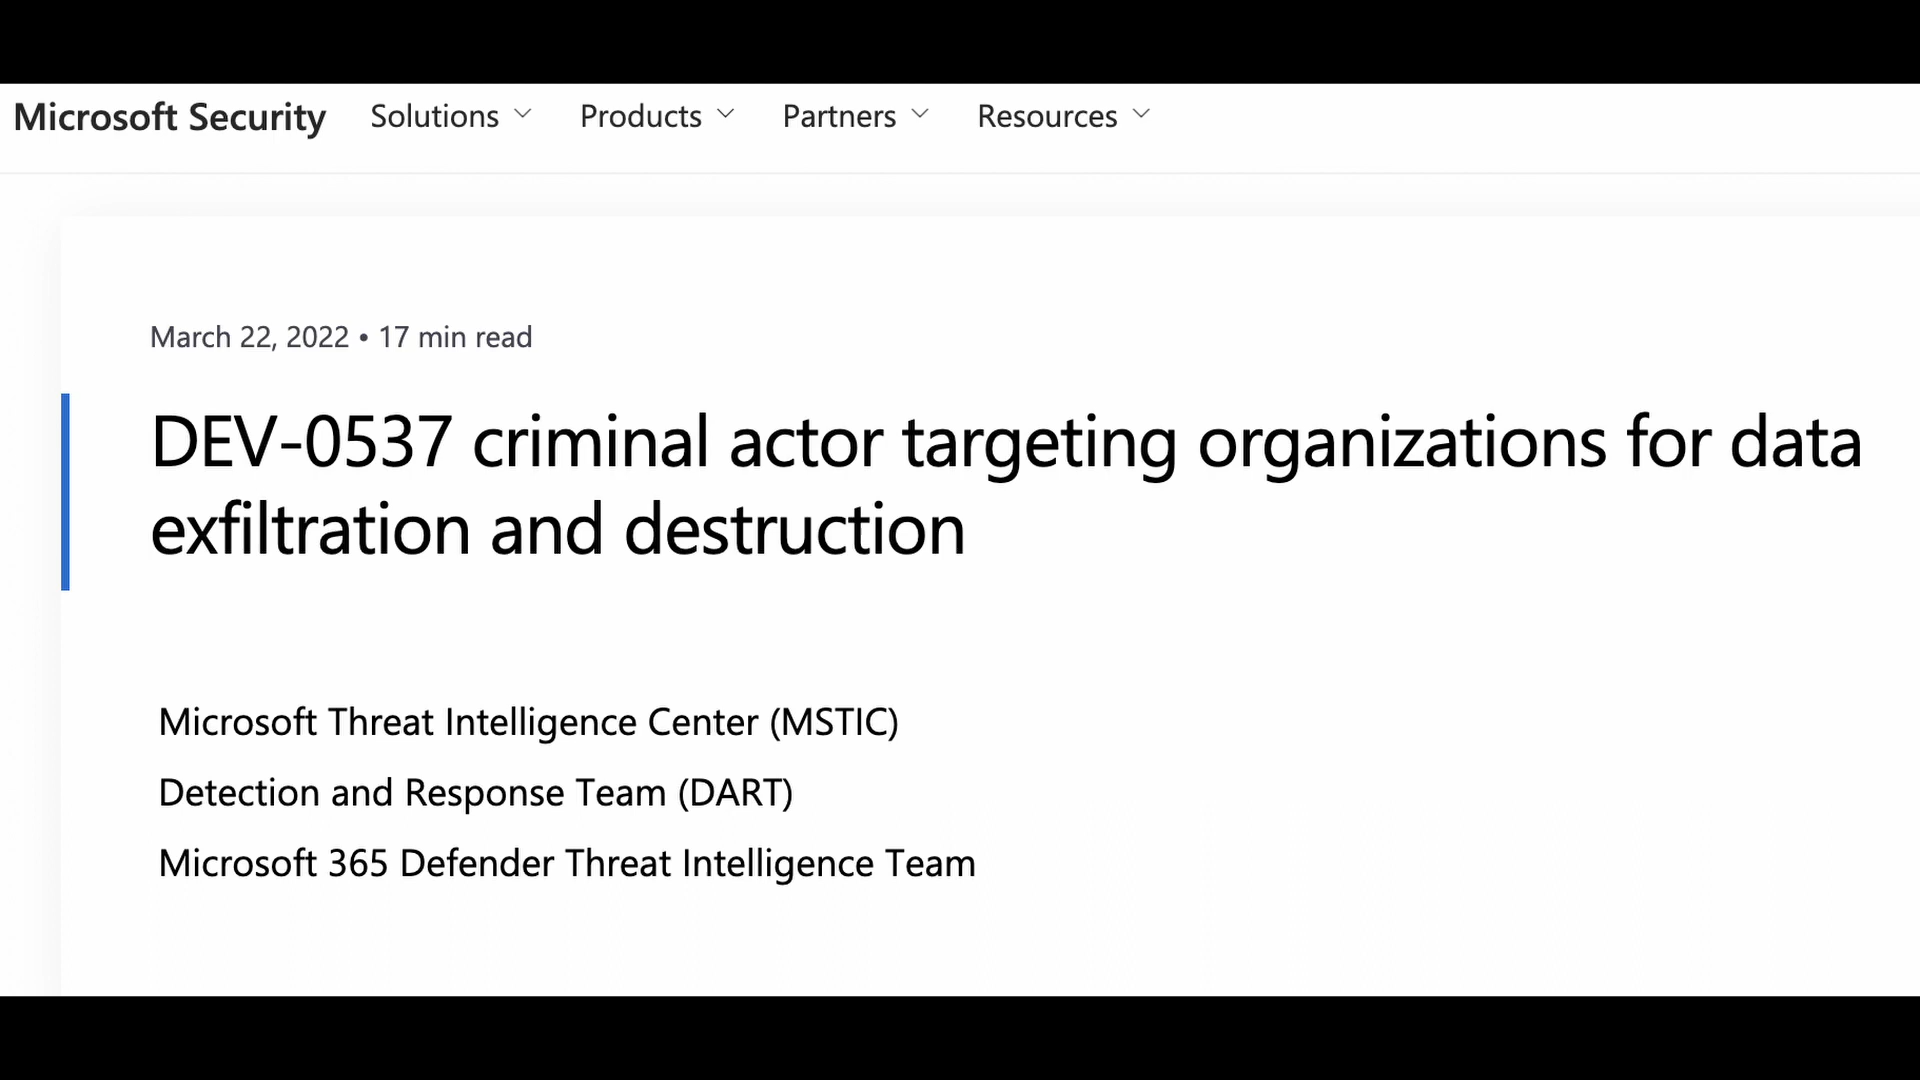 Microsoft Security Solutions Products Partners Resources
March 22, 2022 • 17 min read
DEV-0537 criminal actor targeting organizations for data
exfiltration and destruction
Microsoft Threat Intelligence Center (MSTIC)
Detection and Response Team (DART)
Microsoft 365 Defender Threat Intelligence Team